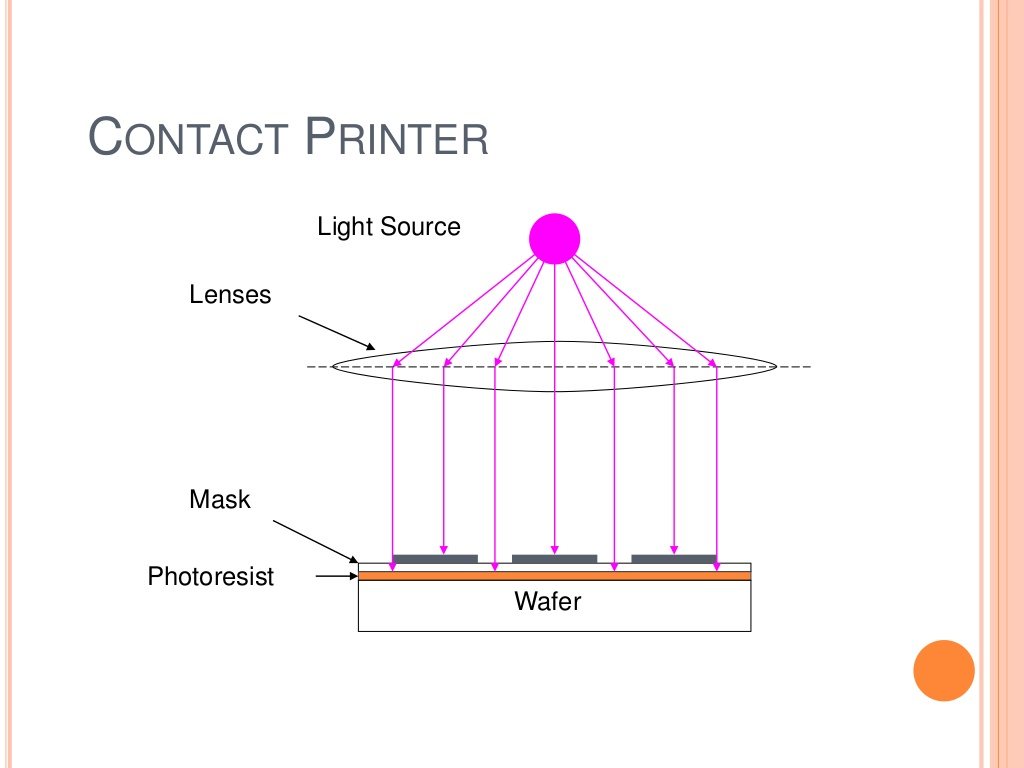 CONTACT PRINTER
Light Source
Lenses
Mask
Photoresist
Wafer